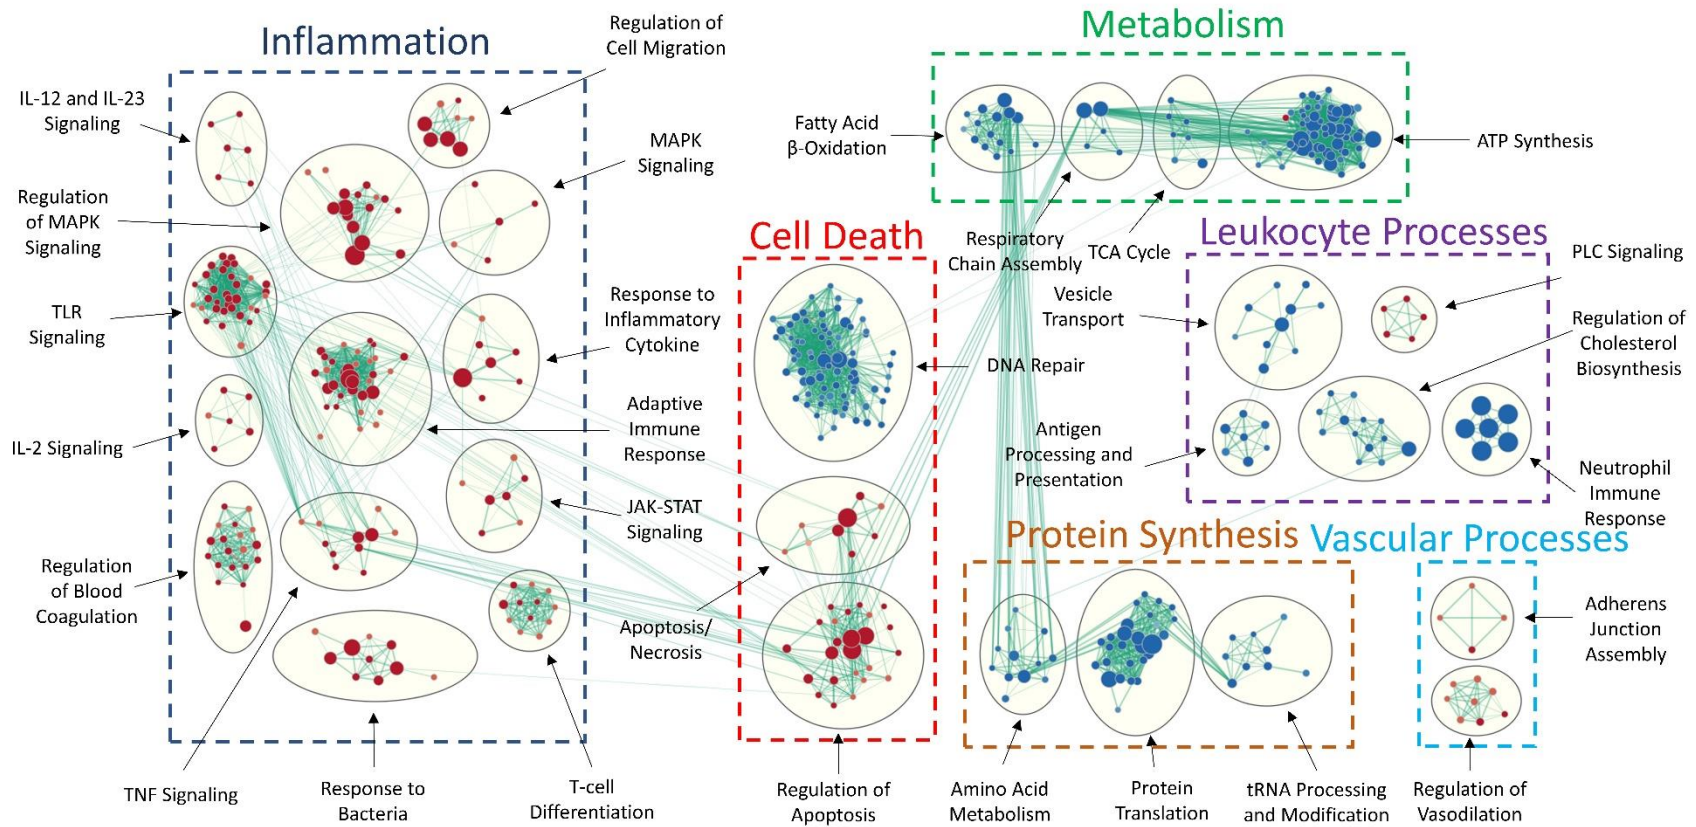 Inflammation
Regulation of
Cell Migration
IL-12 and IL-23
Signaling
MAPK
Signaling
Regulation
of MAPK
Signaling
TLR
Signaling
Response to
Inflammatory
Cytokine
Adaptive
Immune
Response
IL-2 Signaling
JAK-STAT
Signaling
Regulation
of Blood
Coagulation
TNF Signaling
Response to
Bacteria
T-cell
Differentiation
Cell Death
DNA Repair
Apoptosis/
Necrosis
Regulation of
Apoptosis
Metabolism
Fatty Acid
β-Oxidation
ATP Synthesis
Respiratory
Chain Assembly
TCA Cycle
Leukocyte Processes
PLC Signaling
Vesicle
Transport
Regulation of
Cholesterol
Biosynthesis
Antigen
Processing and
Presentation
Neutrophil
Immune
Response
Protein Synthesis
Amino Acid
Metabolism
Protein
Translation
tRNA Processing
and Modification
Vascular Processes
Adherens
Junction
Assembly
Regulation of
Vasodilation